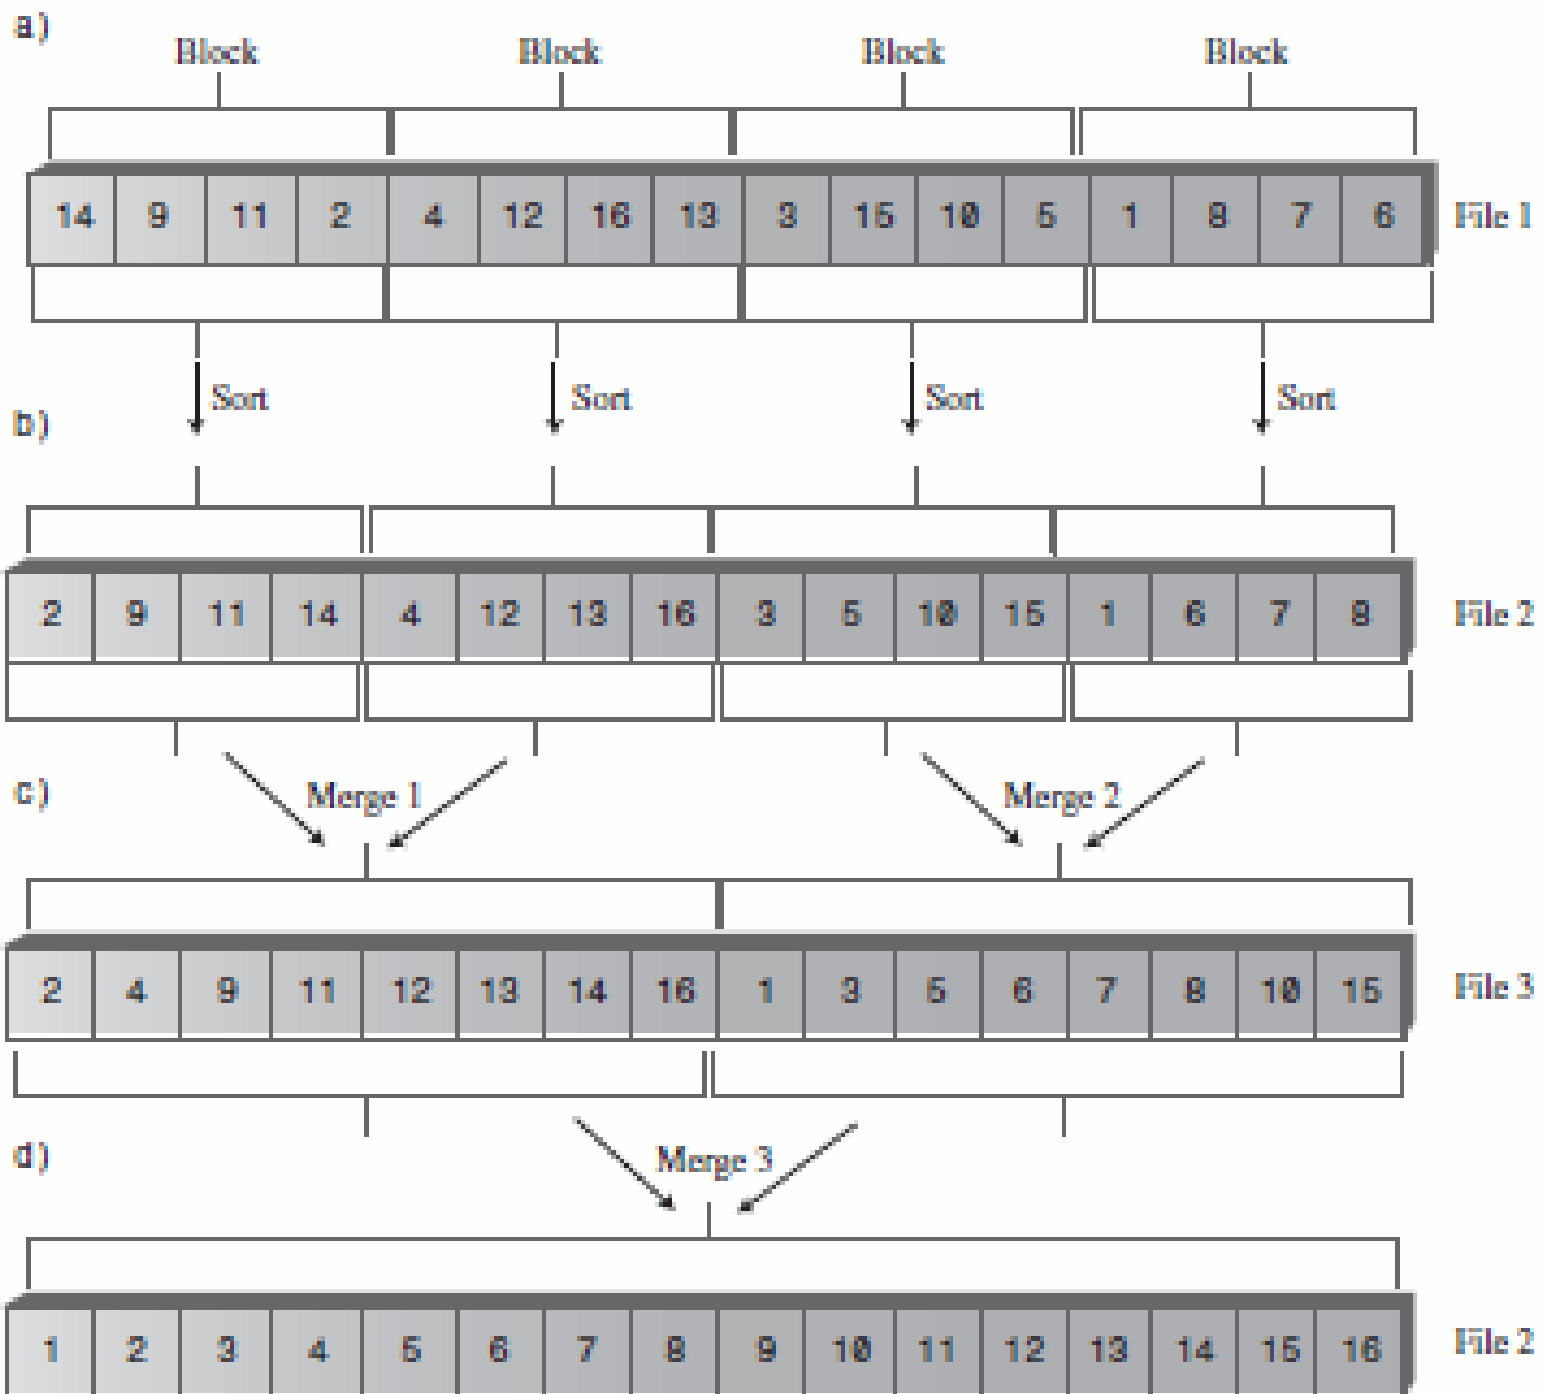 a)
Block Block Block Block
14 9 11 2 4 12 16 13 3 15 10 5 1 8 7 6 File 1
Sort Sort Sort Sort
b)
2 9 11 14 4 12 13 16 3 5 10 15 1 6 7 8 File 2
c)
Merge 1 Merge 2
2 4 9 11 12 13 14 16 1 3 5 6 7 8 10 15 File 3
d)
Merge 3
1 2 3 4 5 6 7 8 9 10 11 12 13 14 15 16 File 2